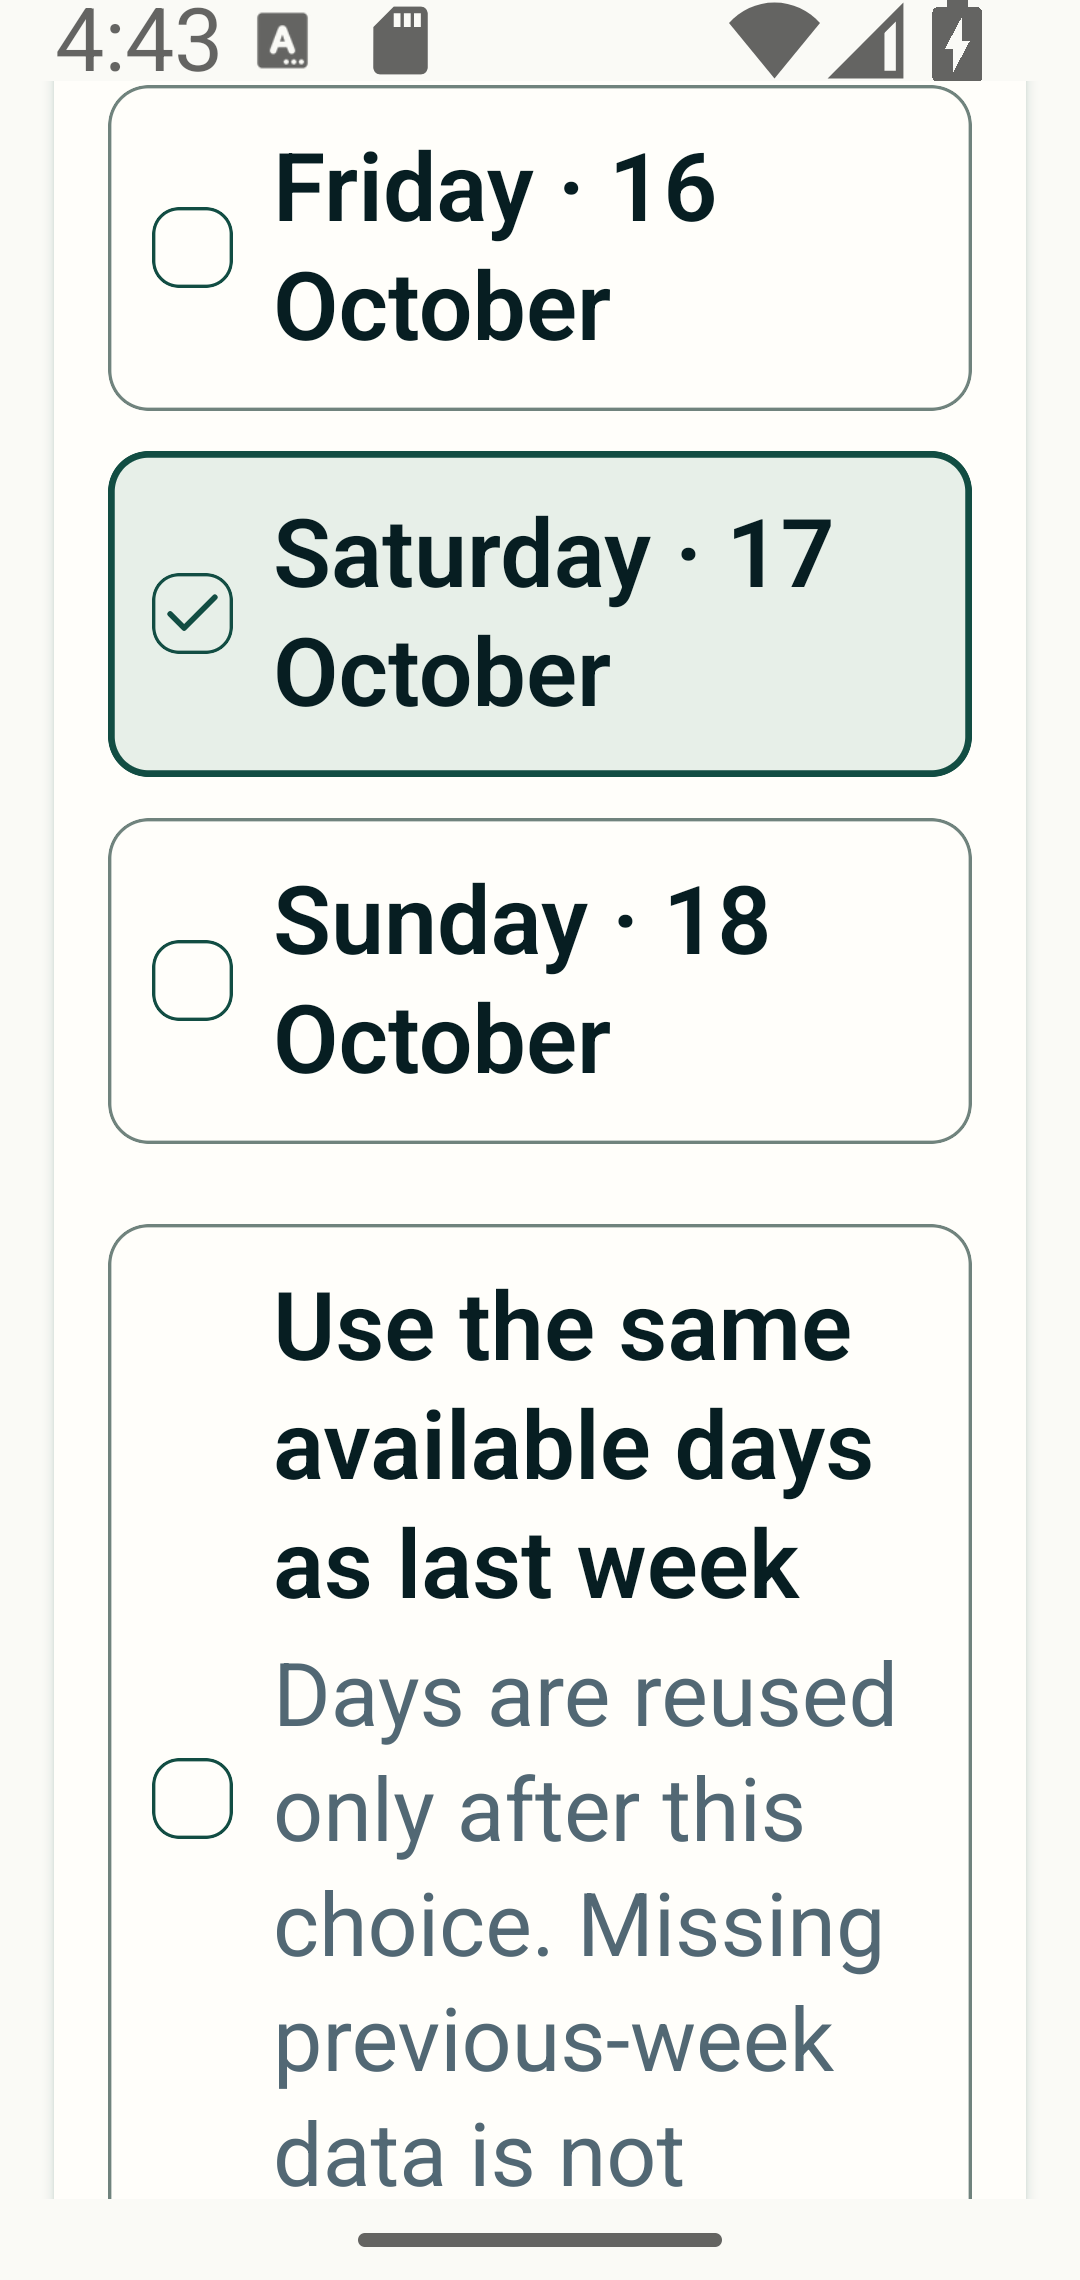 4:43
Friday · 16
October
Saturday · 17
October
Sunday · 18
October
Use the same
available days
as last week
Days are reused
only after this
choice. Missing
previous-week
data is not